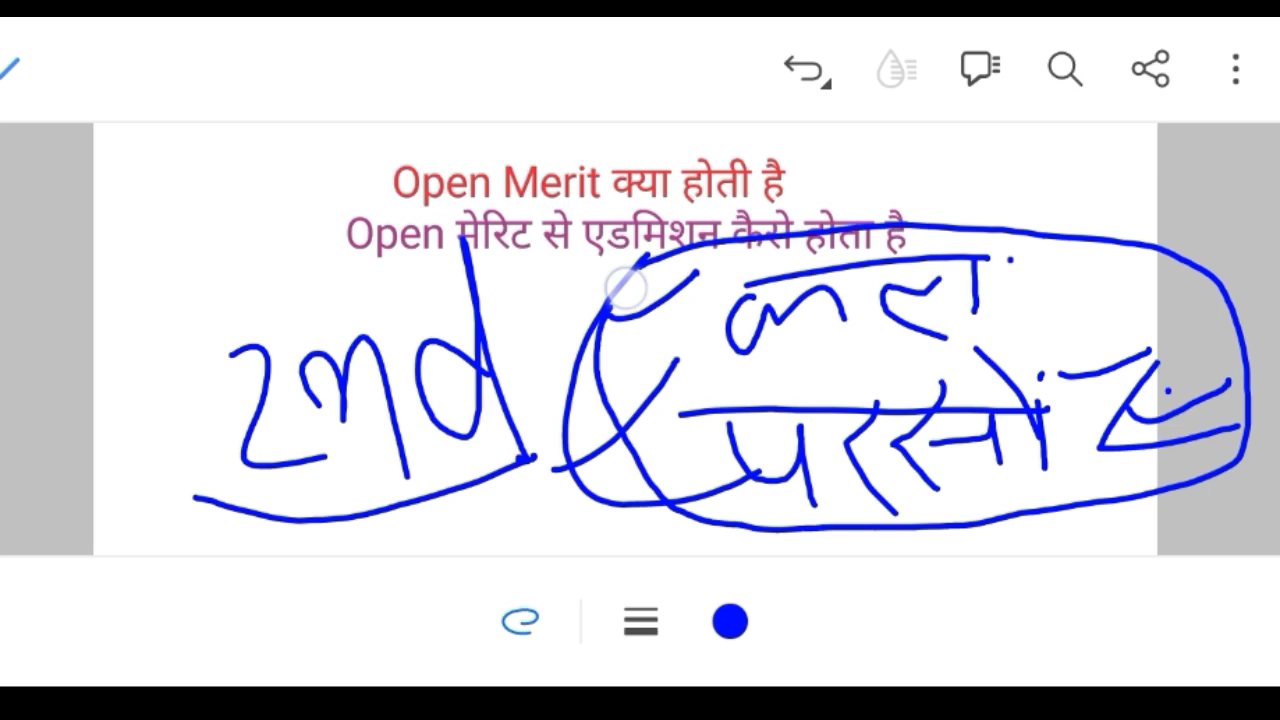 Open Merit क्या होती है
Open मेरिट से एडमिशन कैसे होता है
2nd
परसों